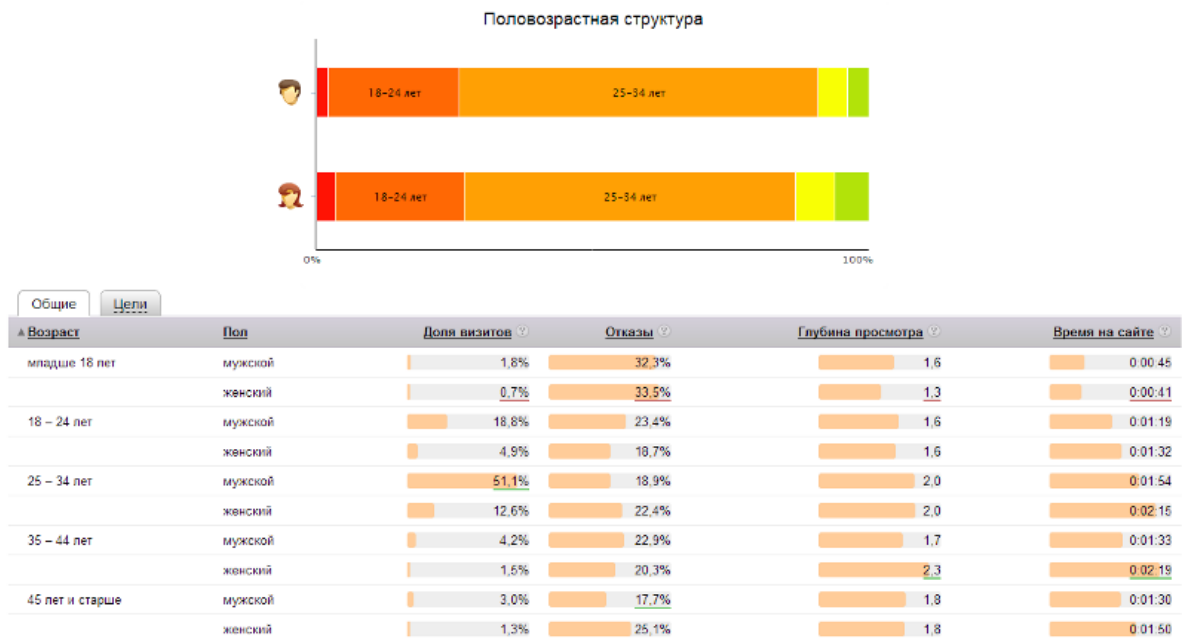 Половозрастная структура
18-24 лет 25-34 лет
18-24 лет 25-34 лет
0% 100%
Общие Цели
Возраст Пол Доля визитов ? Отказы ? Глубина просмотра ? Время на сайте ?
младше 18 лет мужской 1,8% 32,3% 1,6 0:00:45
женский 0,7% 33,5% 1,3 0:00:41
18 – 24 лет мужской 18,8% 23,4% 1,6 0:01:19
женский 4,9% 18,7% 1,6 0:01:32
25 – 34 лет мужской 51,1% 18,9% 2,0 0:01:54
женский 12,6% 22,4% 2,0 0:02:15
35 – 44 лет мужской 4,2% 22,9% 1,7 0:01:33
женский 1,5% 20,3% 2,3 0:02:19
45 лет и старше мужской 3,0% 17,7% 1,8 0:01:30
женский 1,3% 25,1% 1,8 0:01:50